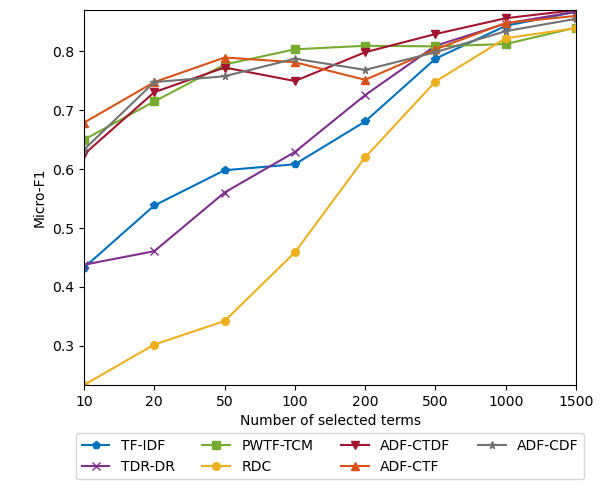 0.8
0.7
0.6
0.5
0.4
0.3
Micro-F1
10 20 50 100 200 500 1000 1500
Number of selected terms
TF-IDF PWTF-TCM ADF-CTDF ADF-CDF
TDR-DR RDC ADF-CTF